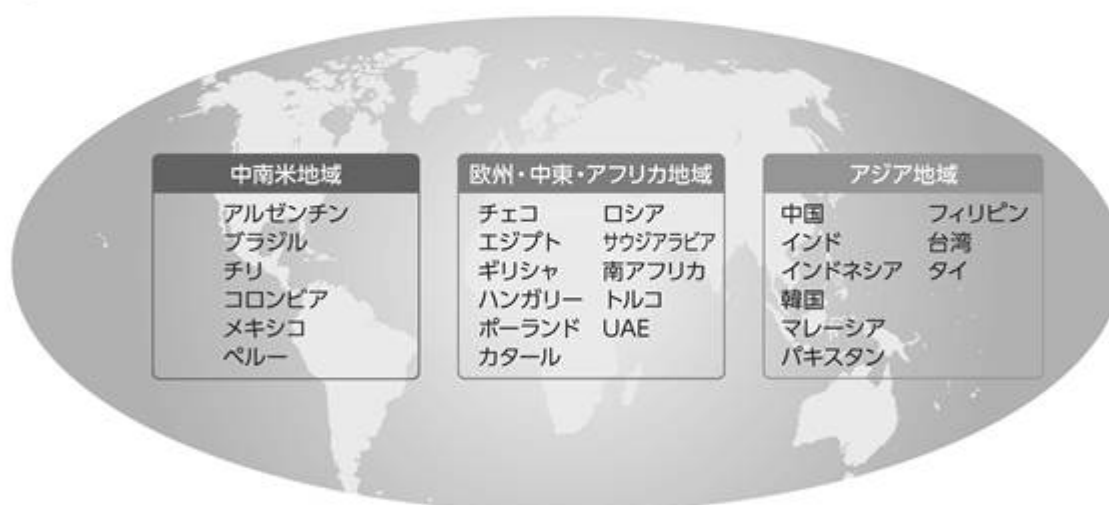 中南米地域
アルゼンチン
ブラジル
チリ
コロンビア
メキシコ
ペルー
欧州・中東・アフリカ地域
チェコ
エジプト
ギリシャ
ハンガリー
ポーランド
カタール
ロシア
サウジアラビア
南アフリカ
トルコ
UAE
アジア地域
中国
インド
インドネシア
韓国
マレーシア
パキスタン
フィリピン
台湾
タイ